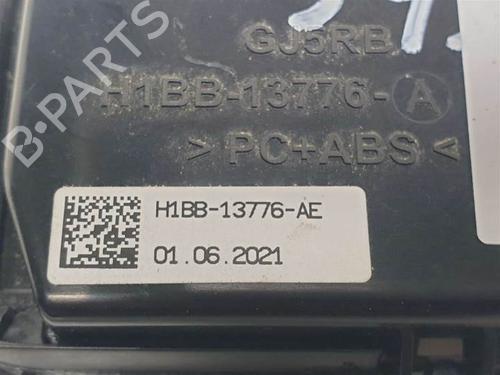 GJ5RB
H1BB-13776-A
> PC+ABS <
H1BB-13776-AE
01.06.2021
B-PARTS